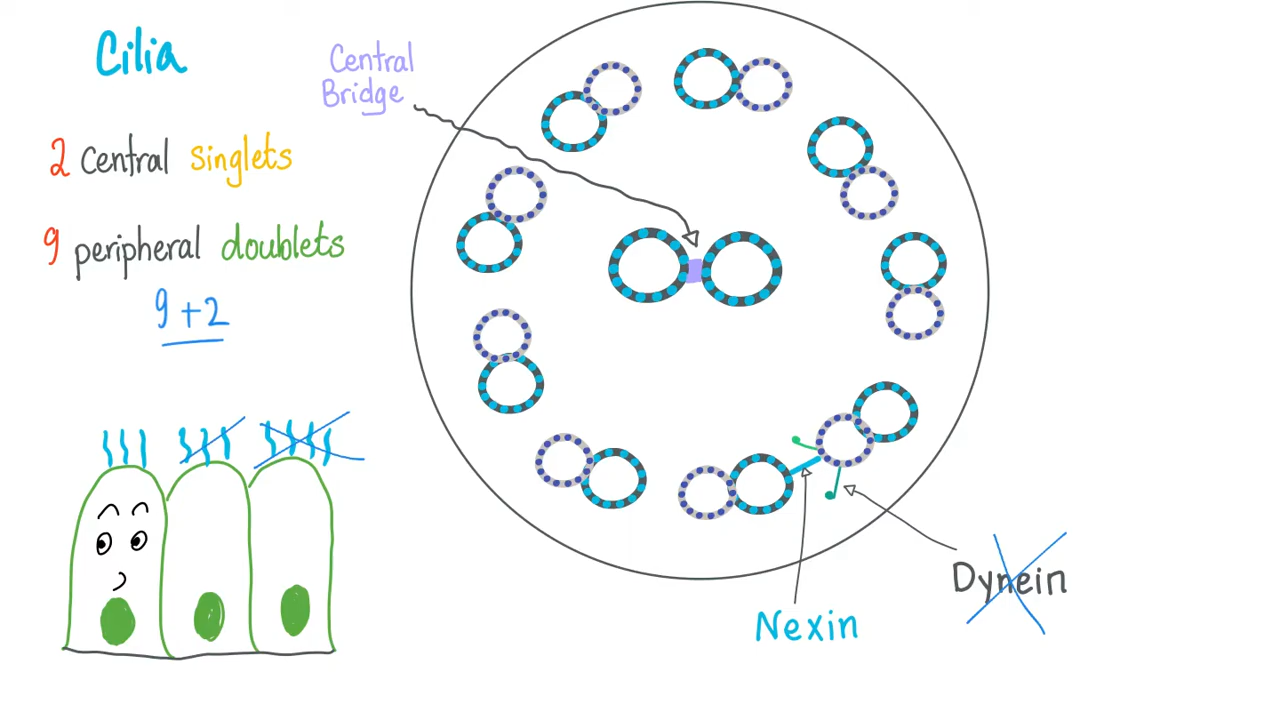 Cilia
2 Central singlets
9 peripheral doublets
9 + 2
Central
Bridge
Nexin
Dynein